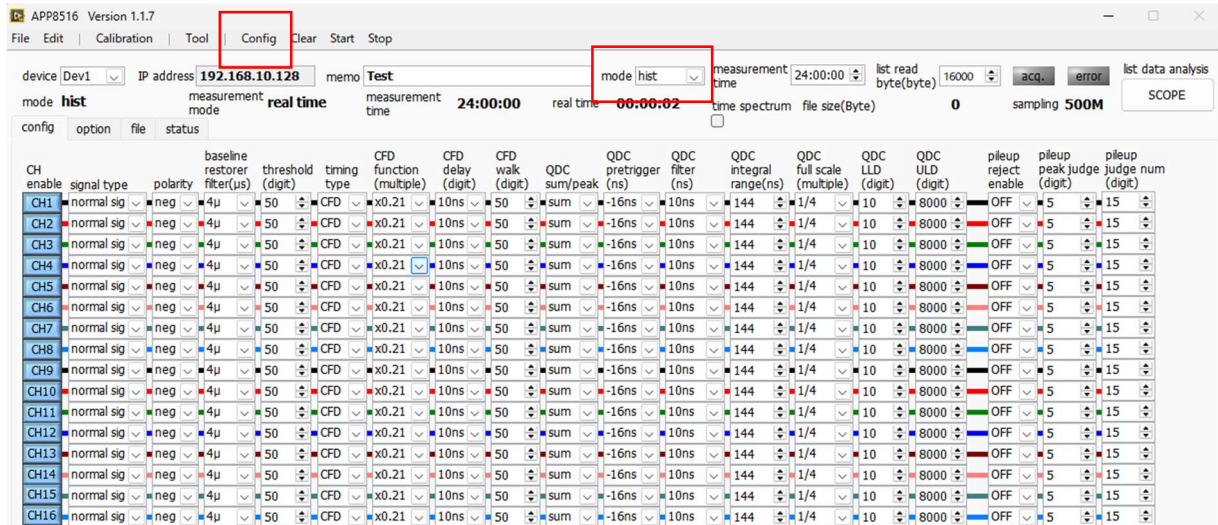 APP8516 Version 1.1.7
File Edit | Calibration | Tool | Config Clear Start Stop
device Dev1 IP address 192.168.10.128 memo Test mode hist measurement time 24:00:00 list read byte(byte) 16000 acq. error list data analysis
mode hist measurement mode real time measurement time 24:00:00 real time 00:00:02 time spectrum file size(Byte) 0 sampling 500M SCOPE
config option file status
CH enable signal type polarity baseline restorer filter(μs) threshold (digit) timing type CFD function (multiple) CFD delay (digit) CFD walk (digit) QDC sum/peak QDC pretrigger (ns) QDC filter (ns) QDC integral range(ns) QDC full scale (multiple) QDC LLD (digit) QDC ULD (digit) pileup reject enable pileup peak judge (digit) pileup judge num (digit)
CH1 normal sig neg 4μ 50 CFD x0.21 10ns 50 sum -16ns 10ns 144 1/4 10 8000 OFF 5 15
CH2 normal sig neg 4μ 50 CFD x0.21 10ns 50 sum -16ns 10ns 144 1/4 10 8000 OFF 5 15
CH3 normal sig neg 4μ 50 CFD x0.21 10ns 50 sum -16ns 10ns 144 1/4 10 8000 OFF 5 15
CH4 normal sig neg 4μ 50 CFD x0.21 10ns 50 sum -16ns 10ns 144 1/4 10 8000 OFF 5 15
CH5 normal sig neg 4μ 50 CFD x0.21 10ns 50 sum -16ns 10ns 144 1/4 10 8000 OFF 5 15
CH6 normal sig neg 4μ 50 CFD x0.21 10ns 50 sum -16ns 10ns 144 1/4 10 8000 OFF 5 15
CH7 normal sig neg 4μ 50 CFD x0.21 10ns 50 sum -16ns 10ns 144 1/4 10 8000 OFF 5 15
CH8 normal sig neg 4μ 50 CFD x0.21 10ns 50 sum -16ns 10ns 144 1/4 10 8000 OFF 5 15
CH9 normal sig neg 4μ 50 CFD x0.21 10ns 50 sum -16ns 10ns 144 1/4 10 8000 OFF 5 15
CH10 normal sig neg 4μ 50 CFD x0.21 10ns 50 sum -16ns 10ns 144 1/4 10 8000 OFF 5 15
CH11 normal sig neg 4μ 50 CFD x0.21 10ns 50 sum -16ns 10ns 144 1/4 10 8000 OFF 5 15
CH12 normal sig neg 4μ 50 CFD x0.21 10ns 50 sum -16ns 10ns 144 1/4 10 8000 OFF 5 15
CH13 normal sig neg 4μ 50 CFD x0.21 10ns 50 sum -16ns 10ns 144 1/4 10 8000 OFF 5 15
CH14 normal sig neg 4μ 50 CFD x0.21 10ns 50 sum -16ns 10ns 144 1/4 10 8000 OFF 5 15
CH15 normal sig neg 4μ 50 CFD x0.21 10ns 50 sum -16ns 10ns 144 1/4 10 8000 OFF 5 15
CH16 normal sig neg 4μ 50 CFD x0.21 10ns 50 sum -16ns 10ns 144 1/4 10 8000 OFF 5 15